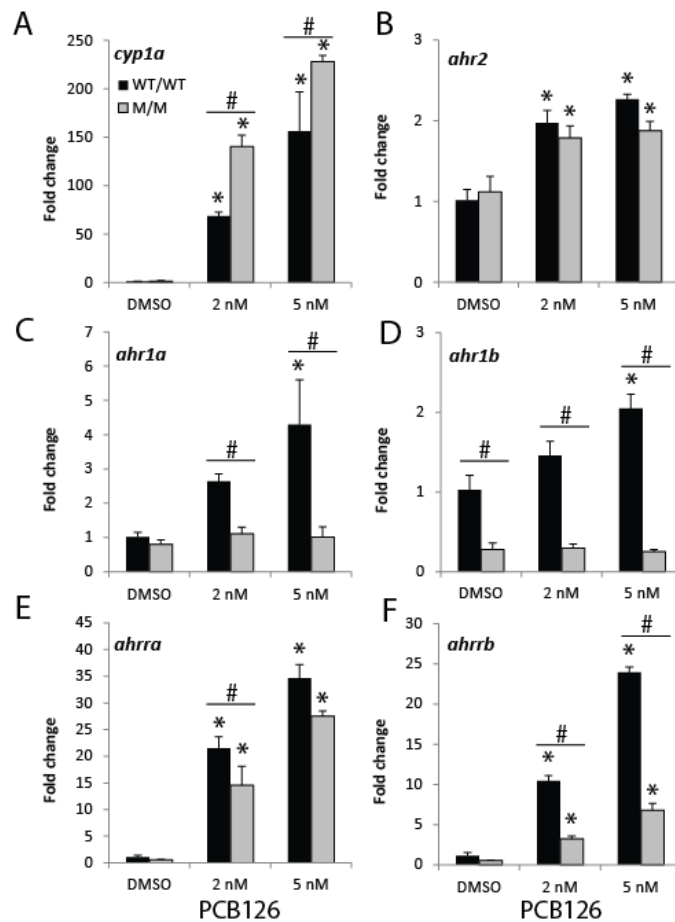 A
cyp1a
WT/WT
M/M
Fold change
250
200
150
100
50
0
#
*
*
#
*
*
DMSO
2 nM
5 nM
B
ahr2
Fold change
3
2
1
0
*
*
*
*
DMSO
2 nM
5 nM
C
ahr1a
Fold change
7
6
5
4
3
2
1
0
#
#
*
DMSO
2 nM
5 nM
D
ahr1b
Fold change
3
2
1
0
#
#
#
*
DMSO
2 nM
5 nM
E
ahrra
Fold change
45
40
35
30
25
20
15
10
5
0
#
*
*
*
*
DMSO
2 nM
5 nM
PCB126
F
ahrrb
Fold change
30
25
20
15
10
5
0
#
*
*
#
*
*
DMSO
2 nM
5 nM
PCB126